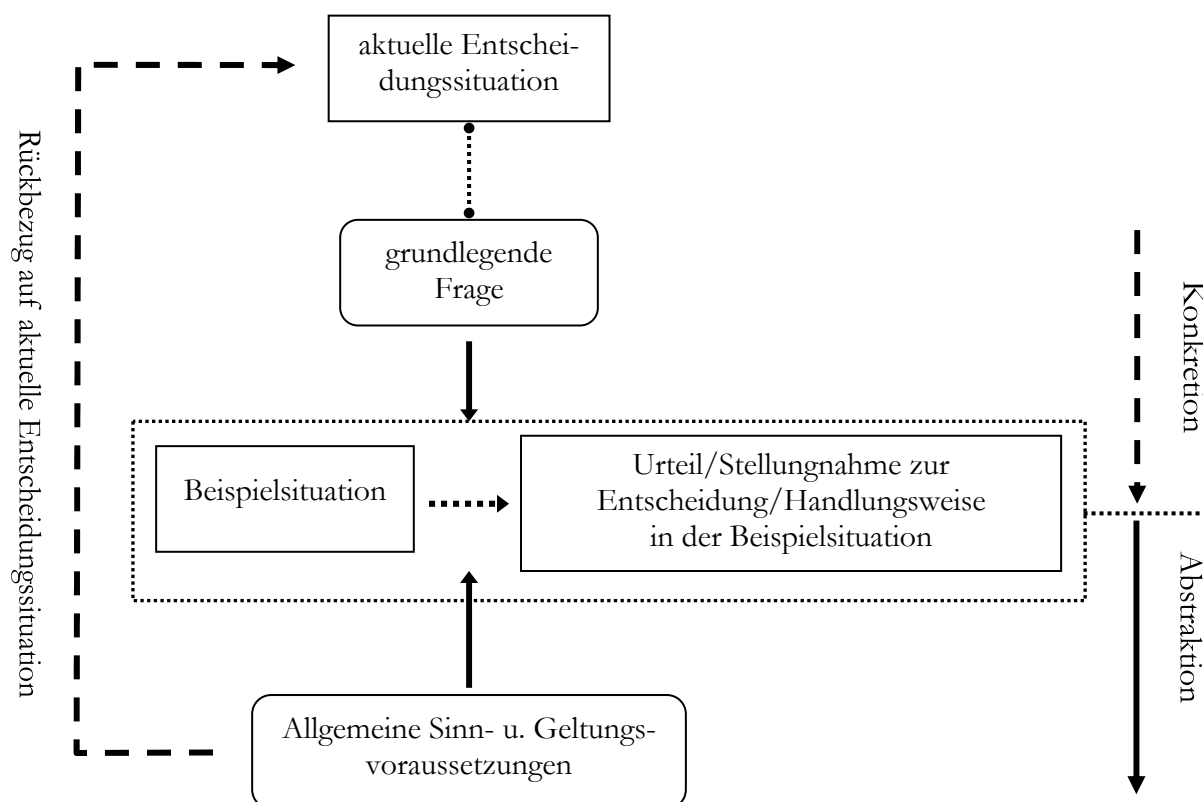 aktuelle Entschei-
dungssituation
grundlegende
Frage
Beispielsituation
Urteil/Stellungnahme zur
Entscheidung/Handlungsweise
in der Beispielsituation
Allgemeine Sinn- u. Geltungs-
voraussetzungen
Rückbezug auf aktuelle Entscheidungssituation
Konkretion
Abstraktion